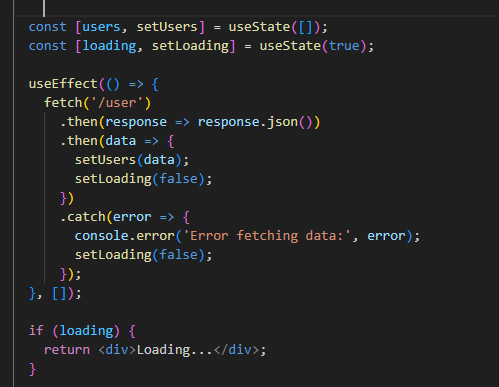 const [users, setUsers] = useState([]);
const [loading, setLoading] = useState(true);

useEffect(() => {
  fetch('/user')
    .then(response => response.json())
    .then(data => {
      setUsers(data);
      setLoading(false);
    })
    .catch(error => {
      console.error('Error fetching data:', error);
      setLoading(false);
    });
}, []);

if (loading) {
  return <div>Loading...</div>;
}